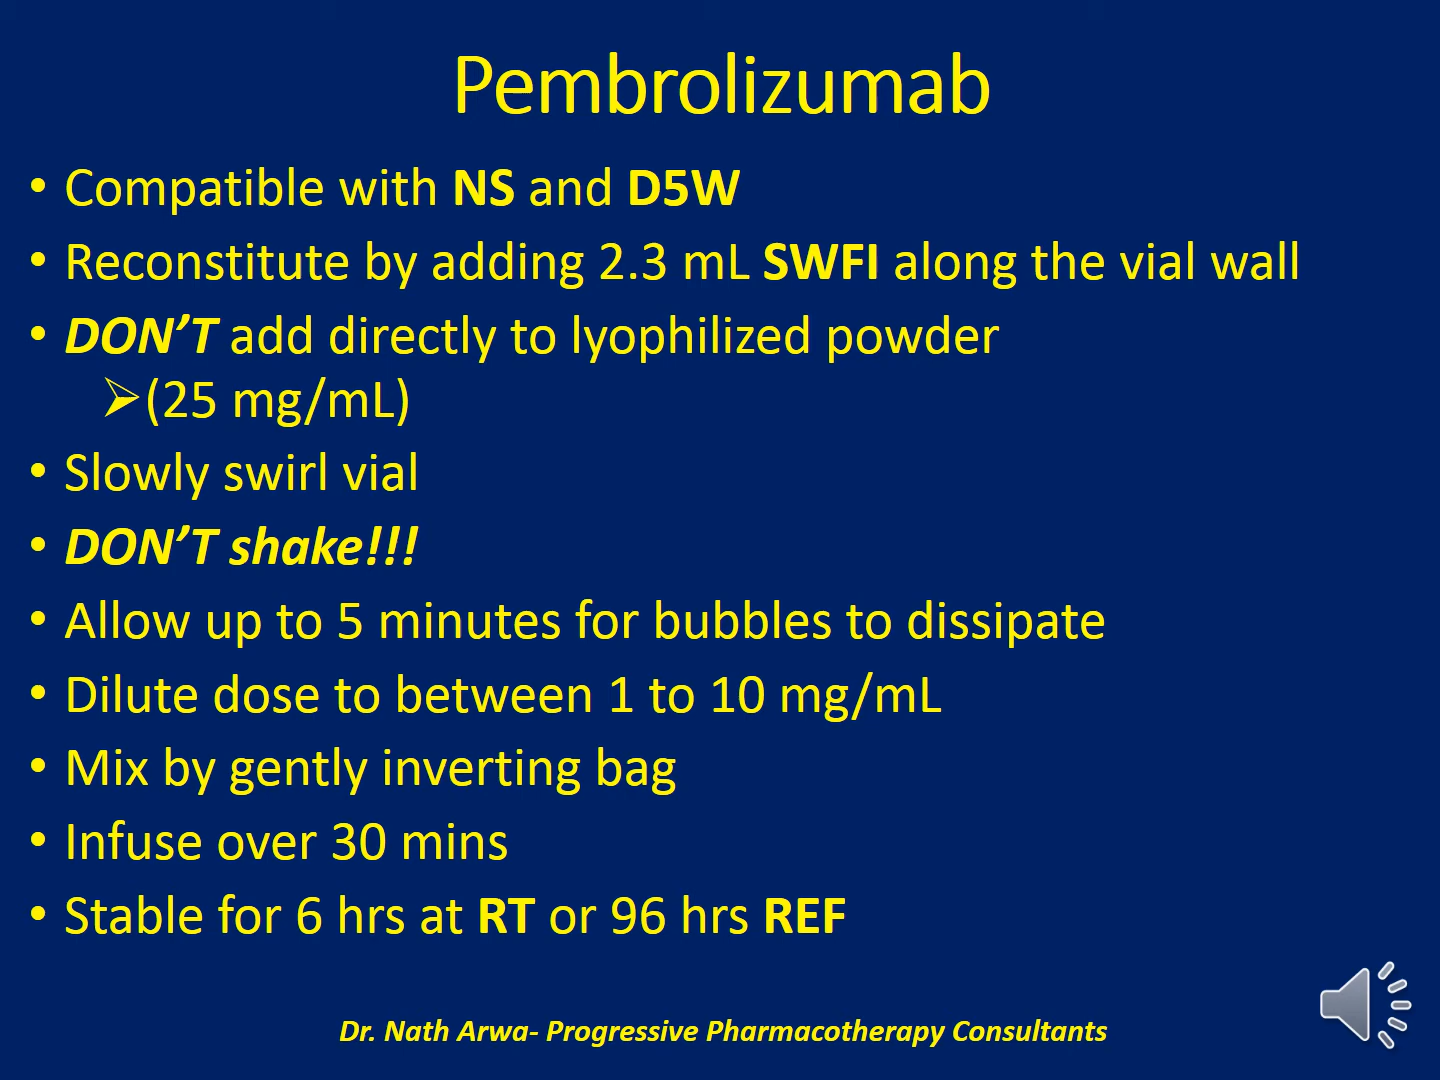 Pembrolizumab
• Compatible with NS and D5W
• Reconstitute by adding 2.3 mL SWFI along the vial wall
• DON’T add directly to lyophilized powder
➢(25 mg/mL)
• Slowly swirl vial
• DON’T shake!!!
• Allow up to 5 minutes for bubbles to dissipate
• Dilute dose to between 1 to 10 mg/mL
• Mix by gently inverting bag
• Infuse over 30 mins
• Stable for 6 hrs at RT or 96 hrs REF
Dr. Nath Arwa- Progressive Pharmacotherapy Consultants